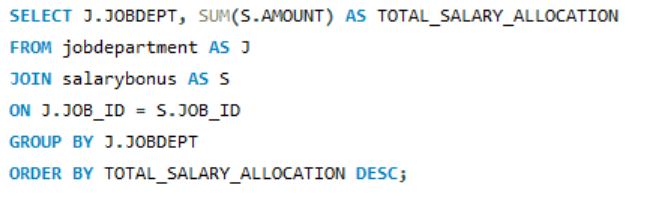 SELECT J.JOBDEPT, SUM(S.AMOUNT) AS TOTAL_SALARY_ALLOCATION
FROM jobdepartment AS J
JOIN salarybonus AS S
ON J.JOB_ID = S.JOB_ID
GROUP BY J.JOBDEPT
ORDER BY TOTAL_SALARY_ALLOCATION DESC;